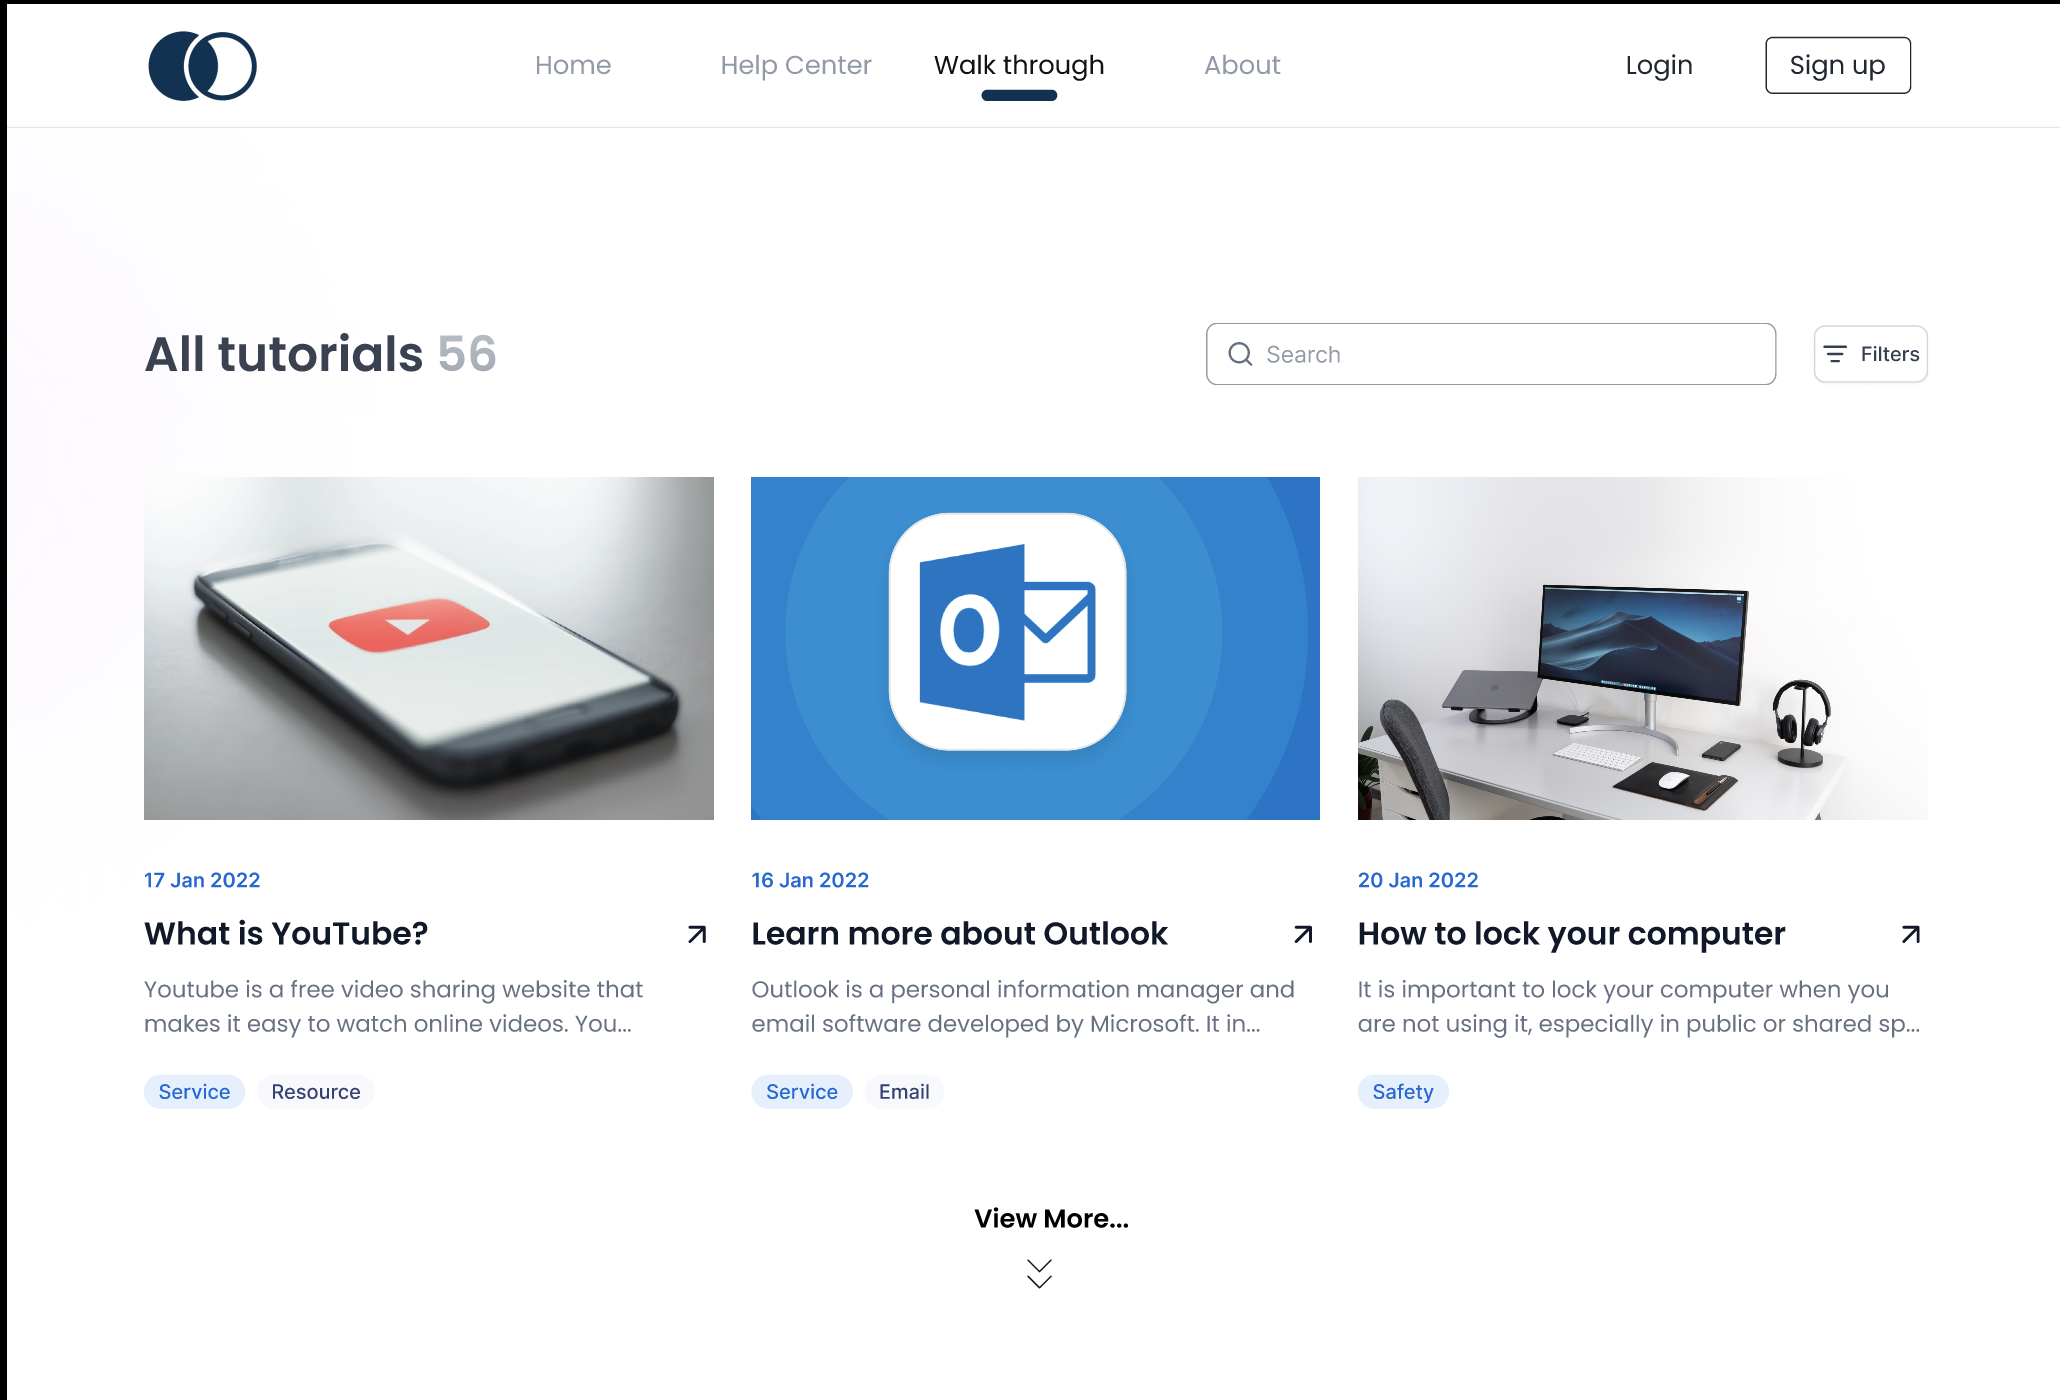 Home Help Center Walk through About Login Sign up
All tutorials 56
Search
Filters
17 Jan 2022
What is YouTube?
Youtube is a free video sharing website that
makes it easy to watch online videos. You...
Service Resource
16 Jan 2022
Learn more about Outlook
Outlook is a personal information manager and
email software developed by Microsoft. It in...
Service Email
20 Jan 2022
How to lock your computer
It is important to lock your computer when you
are not using it, especially in public or shared sp...
Safety
View More...